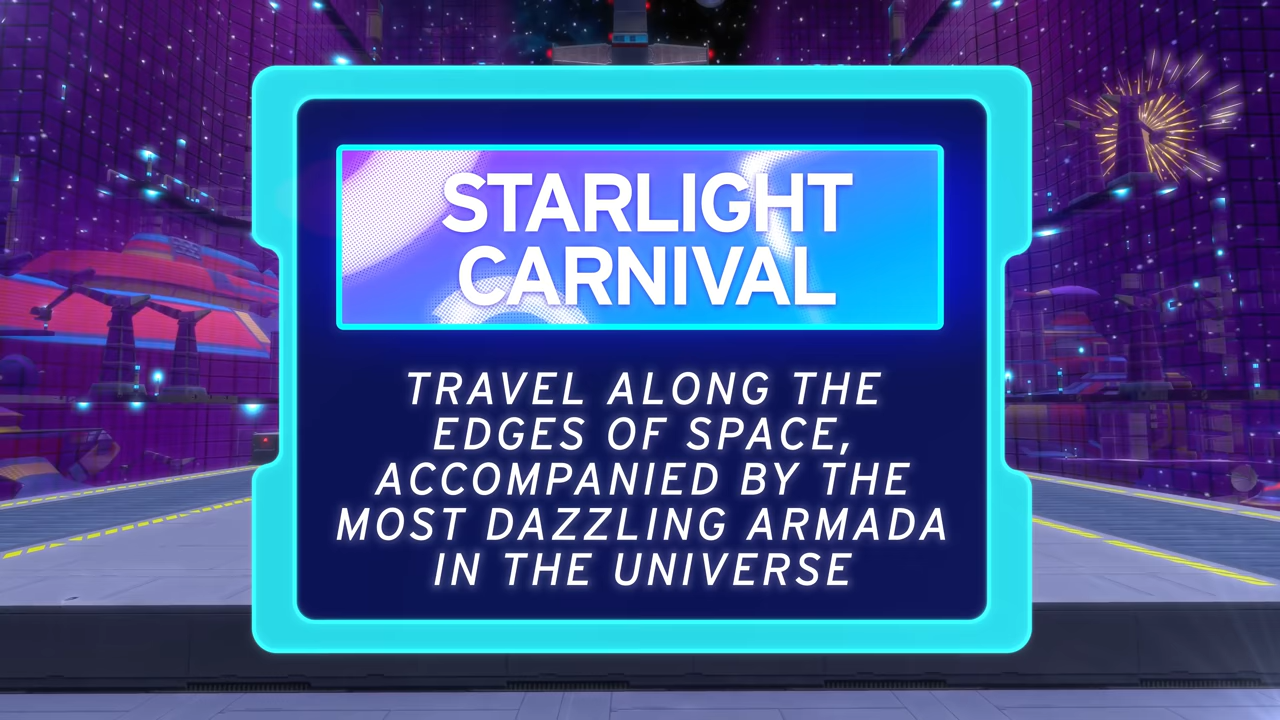 STARLIGHT
CARNIVAL
TRAVEL ALONG THE
EDGES OF SPACE,
ACCOMPANIED BY THE
MOST DAZZLING ARMADA
IN THE UNIVERSE